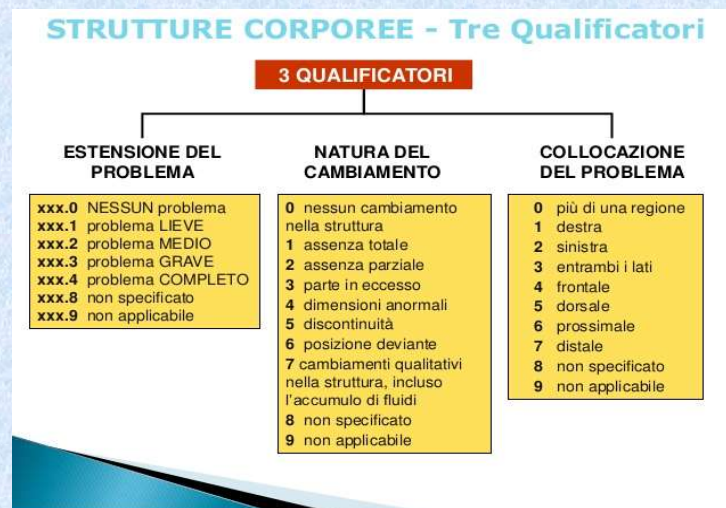 STRUTTURE CORPOREE - Tre Qualificatori
3 QUALIFICATORI
ESTENSIONE DEL
PROBLEMA
xxx.0 NESSUN problema
xxx.1 problema LIEVE
xxx.2 problema MEDIO
xxx.3 problema GRAVE
xxx.4 problema COMPLETO
xxx.8 non specificato
xxx.9 non applicabile
NATURA DEL
CAMBIAMENTO
0 nessun cambiamento
nella struttura
1 assenza totale
2 assenza parziale
3 parte in eccesso
4 dimensioni anormali
5 discontinuità
6 posizione deviante
7 cambiamenti qualitativi
nella struttura, incluso
l'accumulo di fluidi
8 non specificato
9 non applicabile
COLLOCAZIONE
DEL PROBLEMA
0 più di una regione
1 destra
2 sinistra
3 entrambi i lati
4 frontale
5 dorsale
6 prossimale
7 distale
8 non specificato
9 non applicabile